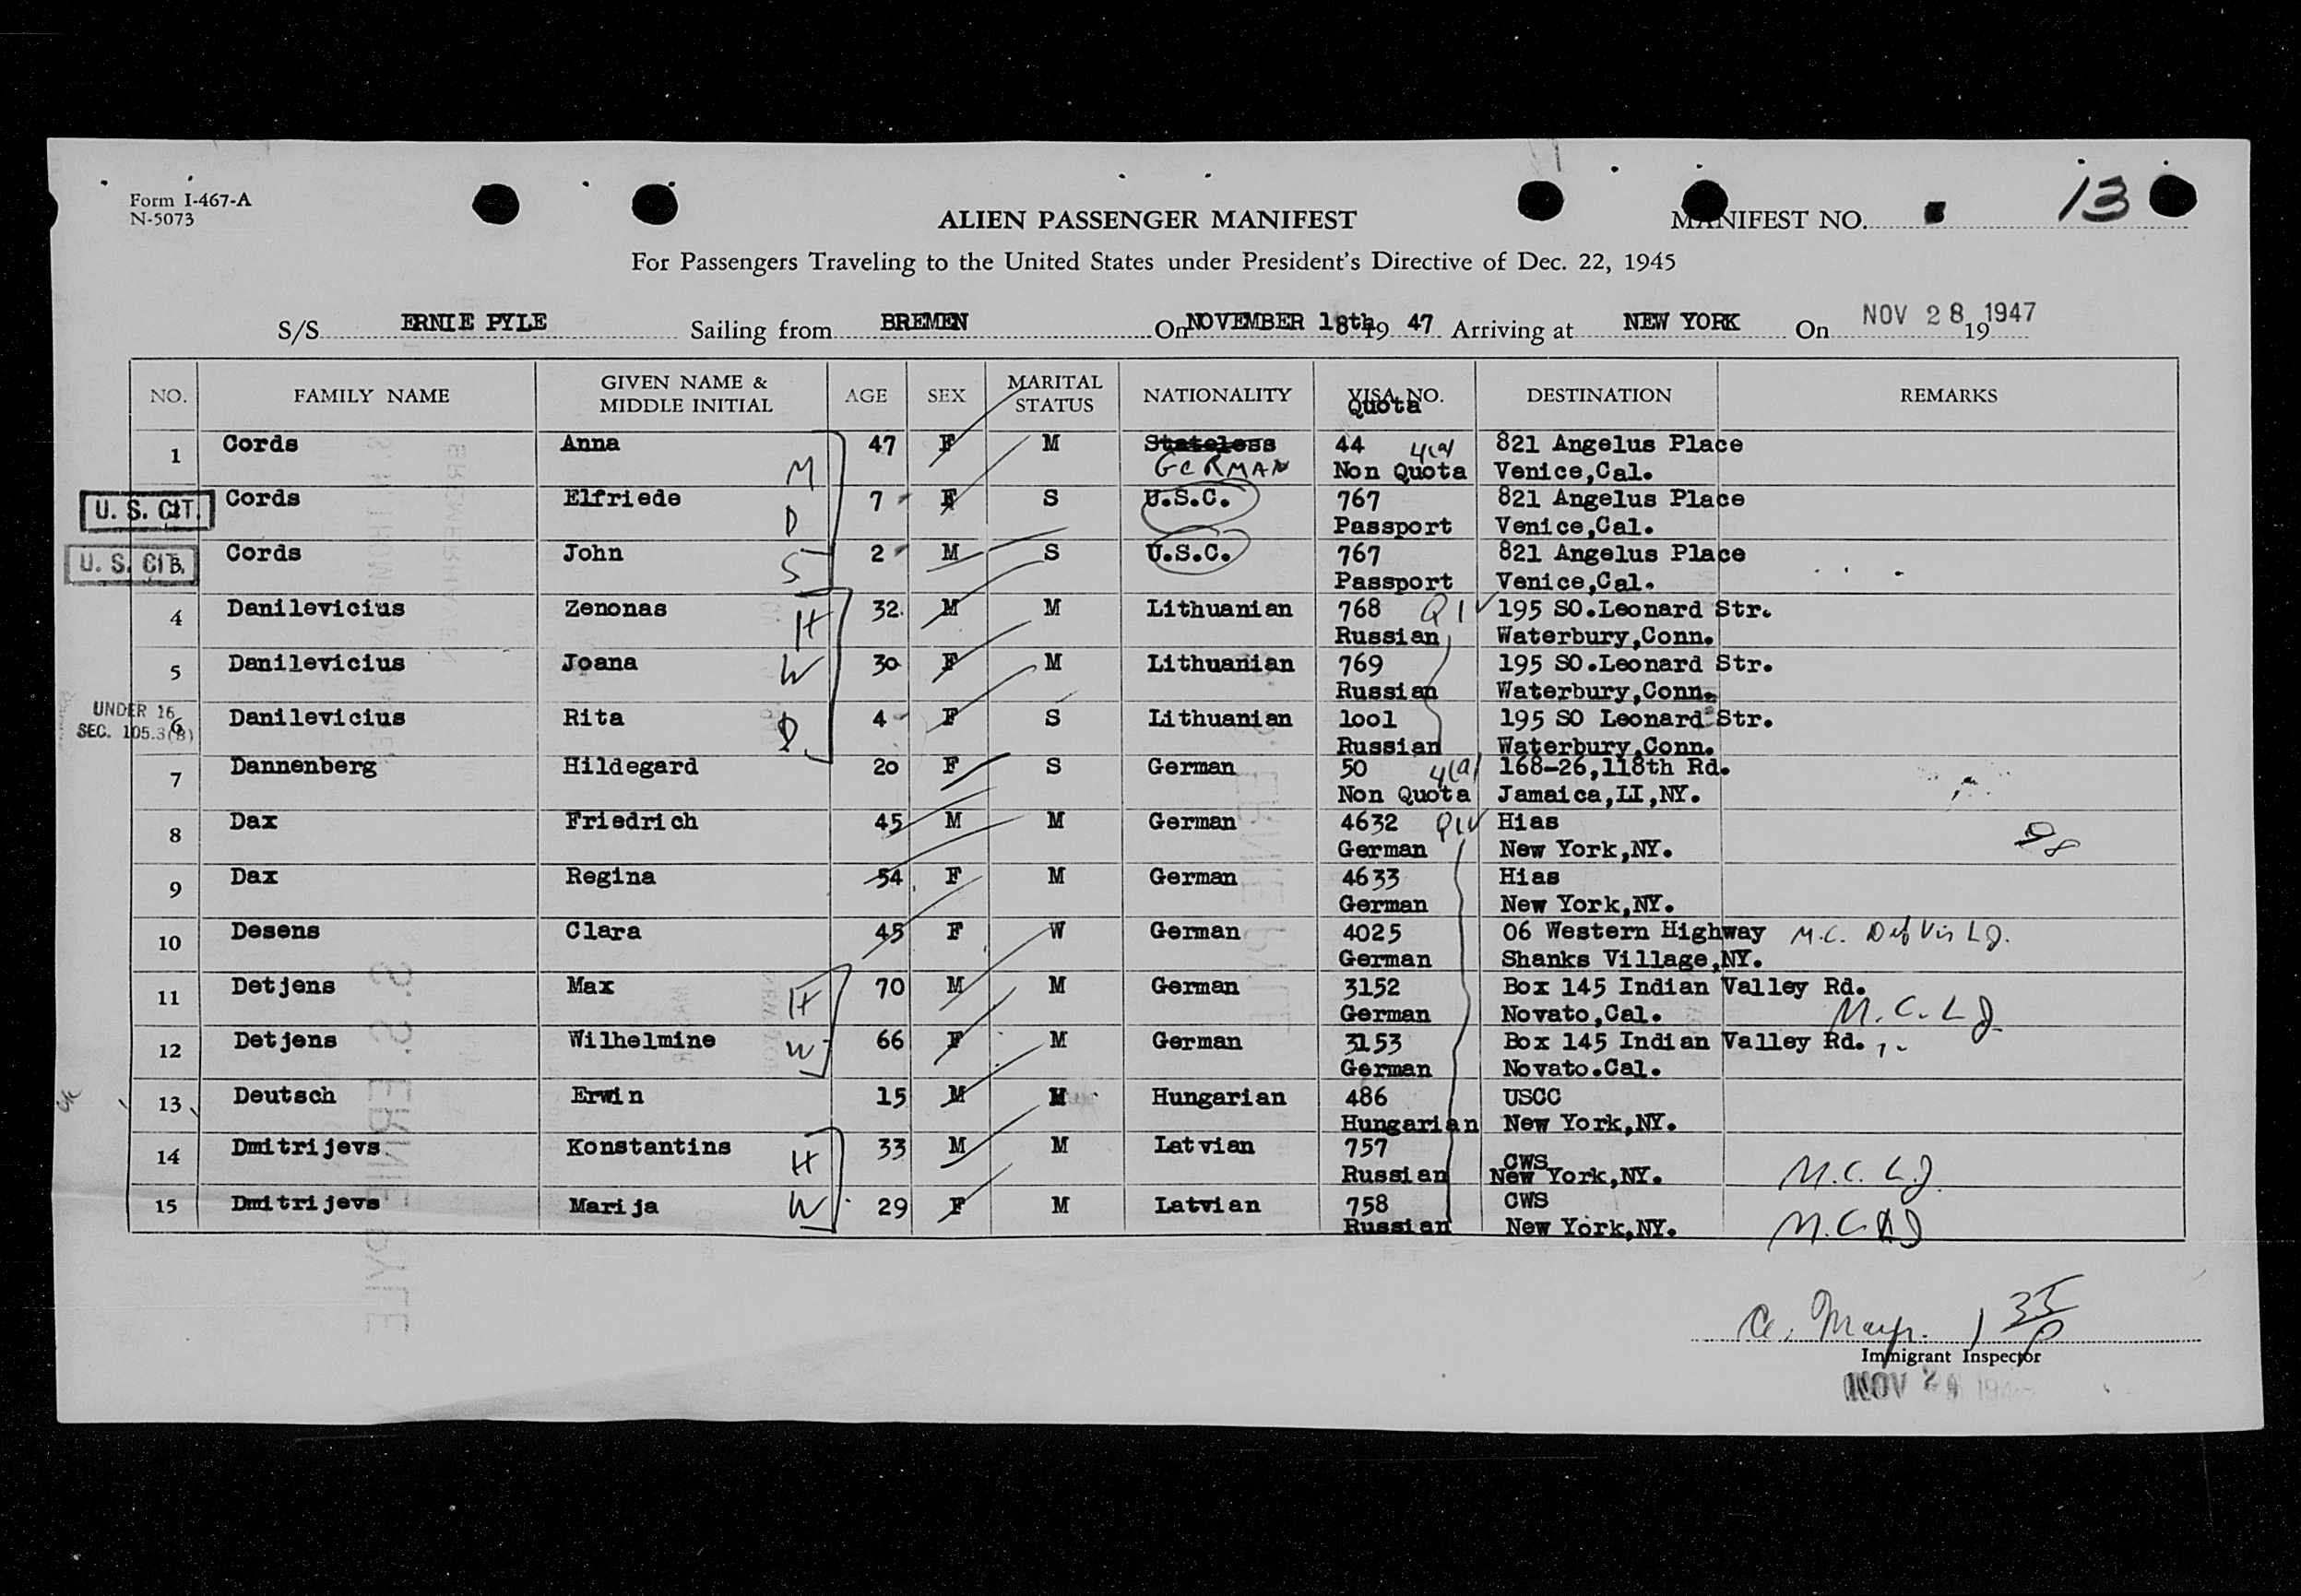 Form I-467-A
N-5073
ALIEN PASSENGER MANIFEST
MANIFEST NO. 13
For Passengers Traveling to the United States under President's Directive of Dec. 22, 1945
S/S ERNIE PYLE Sailing from BREMEN On NOVEMBER 18th 19 47 Arriving at NEW YORK On NOV 28 1947 19
NO. FAMILY NAME GIVEN NAME & MIDDLE INITIAL AGE SEX MARITAL STATUS NATIONALITY VISA NO. Quota DESTINATION REMARKS
1 Cords Anna M 47 F M Stateless 44 4(a) 821 Angelus Place
GERMAN Non Quota Venice,Cal.
U. S. CIT. 2 Cords Elfriede D 7 F S U.S.C. 767 821 Angelus Place
Passport Venice,Cal.
U. S. CIT. 3 Cords John S 2 M S U.S.C. 767 821 Angelus Place
Passport Venice,Cal.
4 Danilevicius Zenonas H 32 M M Lithuanian 768 Q I 195 SO.Leonard Str.
Russian Waterbury,Conn.
5 Danilevicius Joana W 30 F M Lithuanian 769 195 SO.Leonard Str.
Russian Waterbury,Conn.
UNDER 16 SEC. 105.3(B) 6 Danilevicius Rita D 4 F S Lithuanian 1001 195 SO Leonard Str.
Russian Waterbury,Conn.
7 Dannenberg Hildegard 20 F S German 50 4(a) 168-26,118th Rd.
Non Quota Jamaica,LI,NY.
8 Dax Friedrich 45 M M German 4632 QIV Hias
German New York,NY.
9 Dax Regina 54 F M German 4633 Hias
German New York,NY.
10 Desens Clara 45 F W German 4025 06 Western Highway M.C. Def Vis L J.
German Shanks Village,NY.
11 Detjens Max H 70 M M German 3152 Box 145 Indian Valley Rd.
German Novato,Cal. M.C. L J.
12 Detjens Wilhelmine W 66 F M German 3153 Box 145 Indian Valley Rd.
German Novato.Cal.
13 Deutsch Erwin 15 M M Hungarian 486 USCC
Hungarian New York,NY.
14 Dmitrijevs Konstantins H 33 M M Latvian 757 CWS
Russian New York,NY. M.C. L.J.
15 Dmitrijevs Marija W 29 F M Latvian 758 CWS
Russian New York,NY. M.C.
Immigrant Inspector
NOV